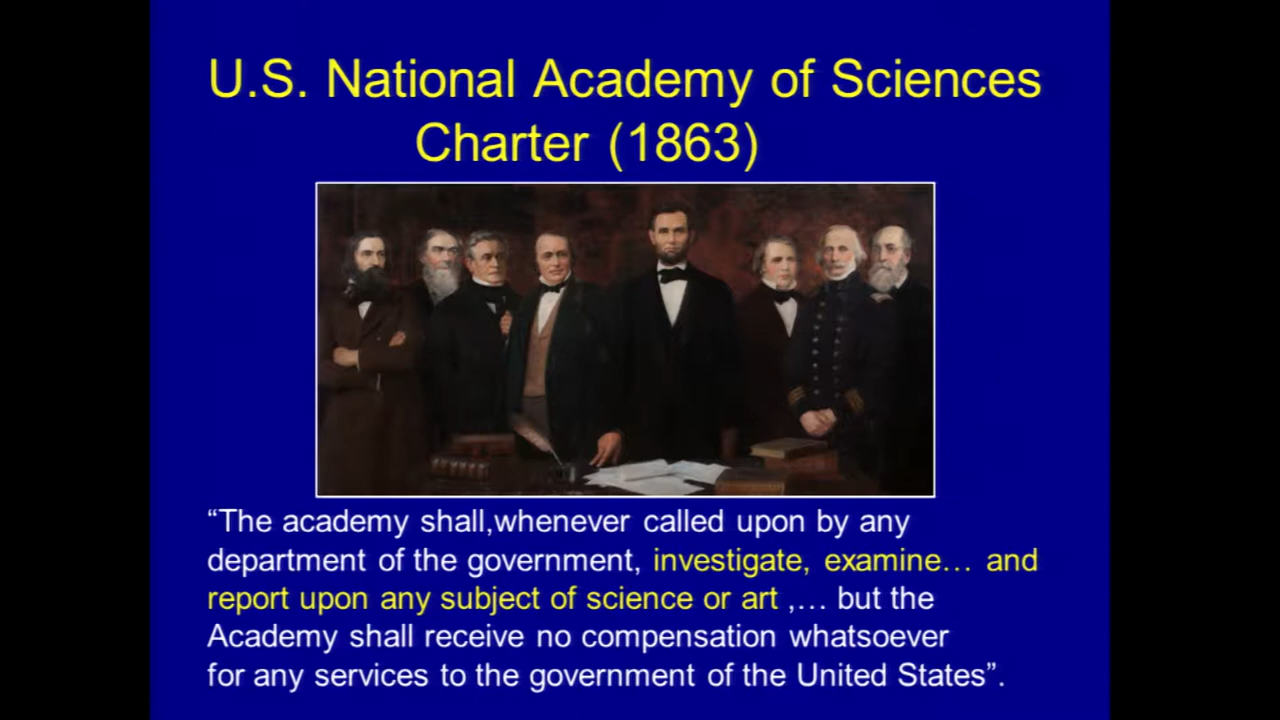 U.S. National Academy of Sciences
Charter (1863)
“The academy shall,whenever called upon by any
department of the government, investigate, examine… and
report upon any subject of science or art ,… but the
Academy shall receive no compensation whatsoever
for any services to the government of the United States”.